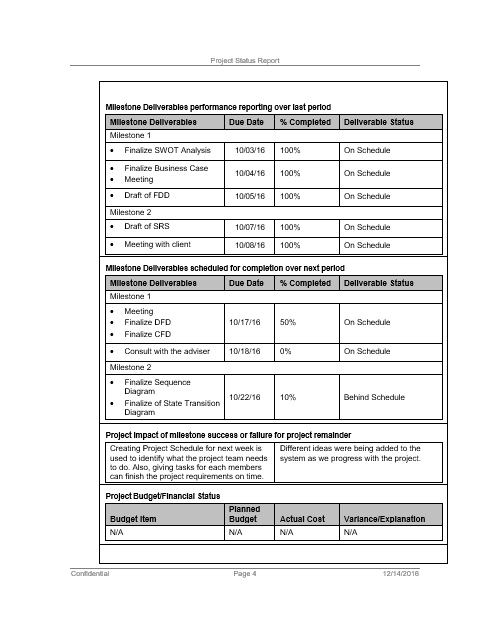 Project Status Report
Milestone Deliverables performance reporting over last period
Milestone Deliverables Due Date % Completed Deliverable Status
Milestone 1
• Finalize SWOT Analysis 10/03/16 100% On Schedule
• Finalize Business Case
• Meeting
10/04/16 100% On Schedule
• Draft of FDD 10/05/16 100% On Schedule
Milestone 2
• Draft of SRS 10/07/16 100% On Schedule
• Meeting with client 10/08/16 100% On Schedule
Milestone Deliverables scheduled for completion over next period
Milestone Deliverables Due Date % Completed Deliverable Status
Milestone 1
• Meeting
• Finalize DFD
• Finalize CFD
10/17/16 50% On Schedule
• Consult with the adviser 10/18/16 0% On Schedule
Milestone 2
• Finalize Sequence
Diagram
• Finalize of State Transition
Diagram
10/22/16 10% Behind Schedule
Project impact of milestone success or failure for project remainder
Creating Project Schedule for next week is
used to identify what the project team needs
to do. Also, giving tasks for each members
can finish the project requirements on time.
Different ideas were being added to the
system as we progress with the project.
Project Budget/Financial Status
Budget Item Planned
Budget Actual Cost Variance/Explanation
N/A N/A N/A N/A
Confidential Page 4 12/14/2016